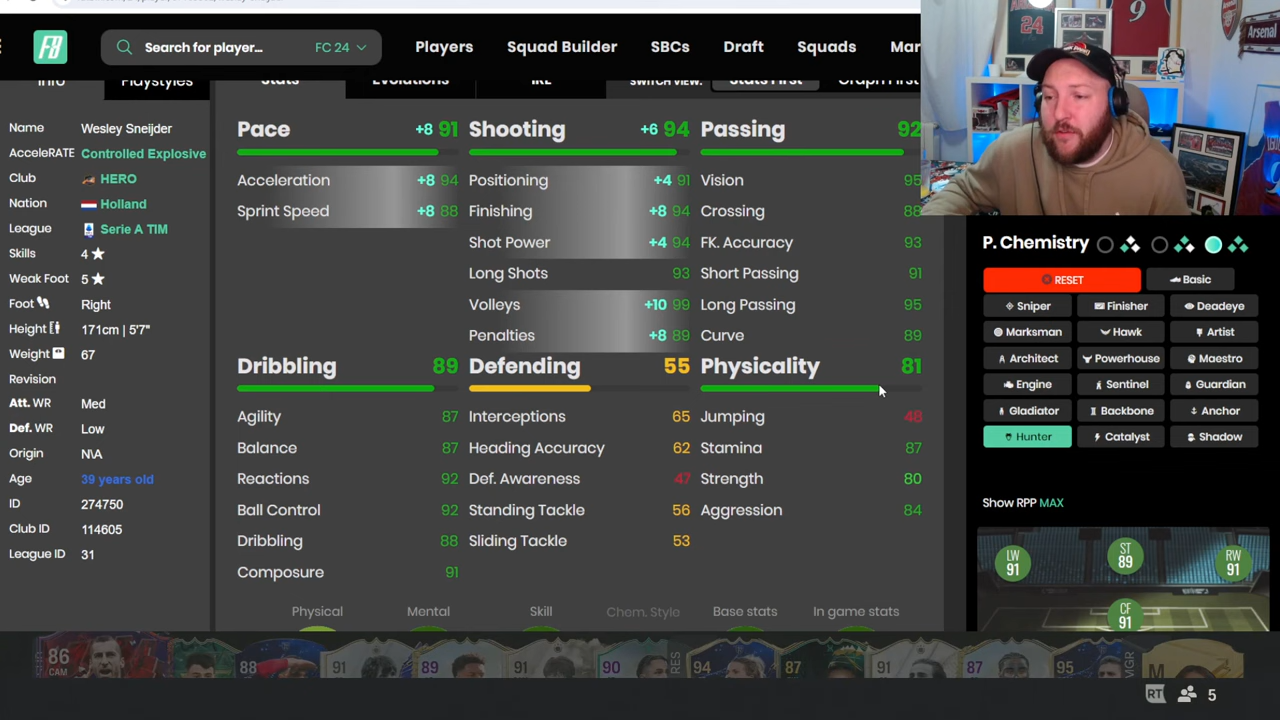 F8
Search for player...
FC 24
Players
Squad Builder
SBCs
Draft
Squads
Mar
Info
Playstyles
Stats
Evolutions
IRL
SWITCH VIEW:
Stats First
Graph First
Name Wesley Sneijder
AcceleRATE Controlled Explosive
Club HERO
Nation Holland
League Serie A TIM
Skills 4
Weak Foot 5
Foot Right
Height 171cm | 5'7"
Weight 67
Revision
Att. WR Med
Def. WR Low
Origin N\A
Age 39 years old
ID 274750
Club ID 114605
League ID 31
Pace +8 91
Acceleration +8 94
Sprint Speed +8 88
Shooting +6 94
Positioning +4 91
Finishing +8 94
Shot Power +4 94
Long Shots 93
Volleys +10 99
Penalties +8 89
Passing 92
Vision 95
Crossing 88
FK. Accuracy 93
Short Passing 91
Long Passing 95
Curve 89
Dribbling 89
Agility 87
Balance 87
Reactions 92
Ball Control 92
Dribbling 88
Composure 91
Defending 55
Interceptions 65
Heading Accuracy 62
Def. Awareness 47
Standing Tackle 56
Sliding Tackle 53
Physicality 81
Jumping 48
Stamina 87
Strength 80
Aggression 84
Physical
Mental
Skill
Chem. Style
Base stats
In game stats
P. Chemistry
RESET
Basic
Sniper
Finisher
Deadeye
Marksman
Hawk
Artist
Architect
Powerhouse
Maestro
Engine
Sentinel
Guardian
Gladiator
Backbone
Anchor
Hunter
Catalyst
Shadow
Show RPP MAX
LW
91
ST
89
RW
91
CF
91
24
9
Arsenal
86
CAM
88
91
89
91
90
RES
94
87
91
87
95
MGR
M
RT
5